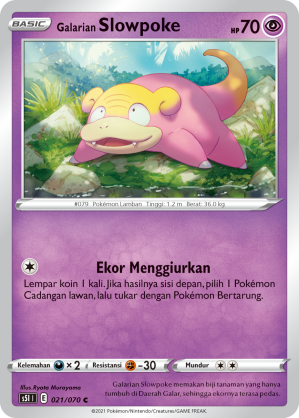 BASIC Galarian Slowpoke HP 70
#079 Pokémon Lamban Tinggi: 1.2 m Berat: 36.0 kg
Ekor Menggiurkan
Lempar koin 1 kali. Jika hasilnya sisi depan, pilih 1 Pokémon
Cadangan lawan, lalu tukar dengan Pokémon Bertarung.
Kelemahan ×2 Resistansi -30 Mundur
Illus. Ryota Murayama
Galarian Slowpoke memakan biji tanaman yang hanya
s5I I E 021/070 C
tumbuh di Daerah Galar, sehingga ekornya terasa pedas.
©2021 Pokémon/Nintendo/Creatures/GAME FREAK